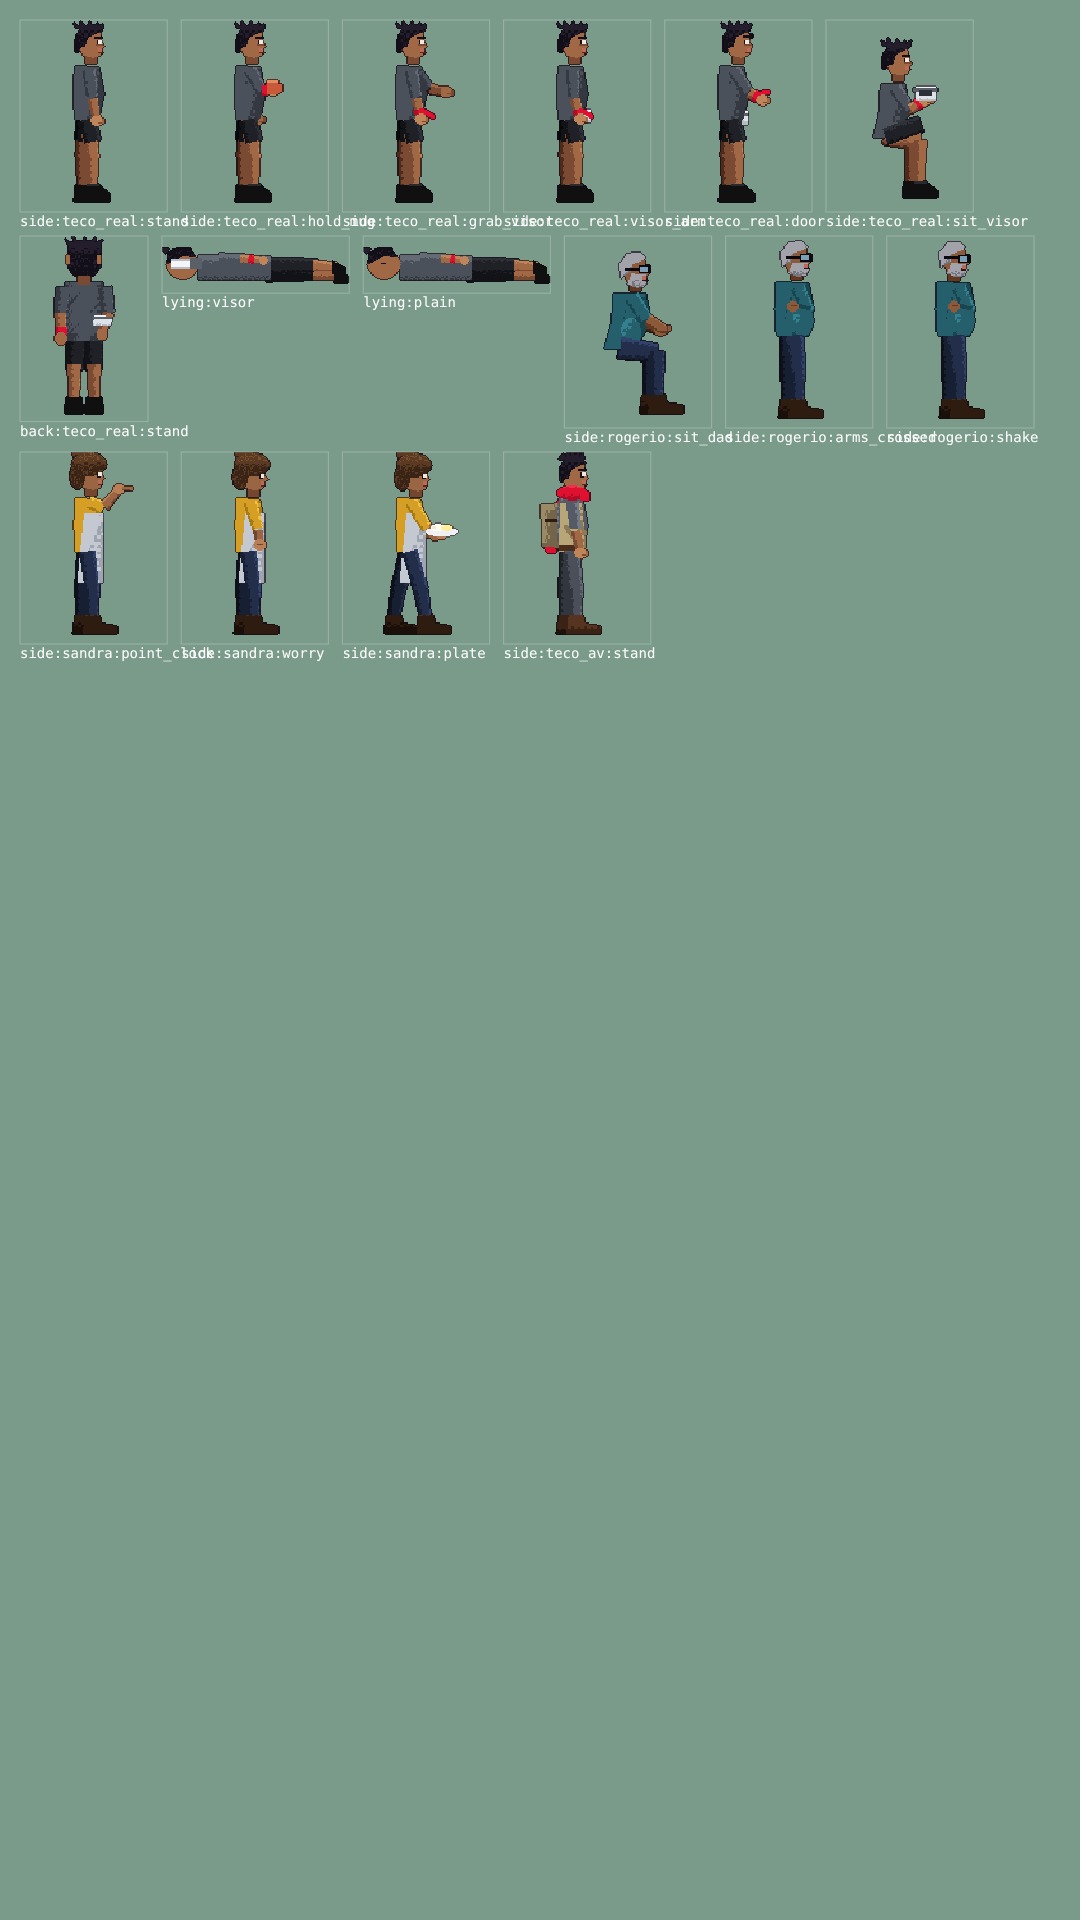 side:teco_real:stand
side:teco_real:hold_mug
side:teco_real:grab_visor
side:teco_real:visor_arm
side:teco_real:door
side:teco_real:sit_visor
back:teco_real:stand
lying:visor
lying:plain
side:rogerio:sit_dad
side:rogerio:arms_crossed
side:rogerio:shake
side:sandra:point_clock
side:sandra:worry
side:sandra:plate
side:teco_av:stand